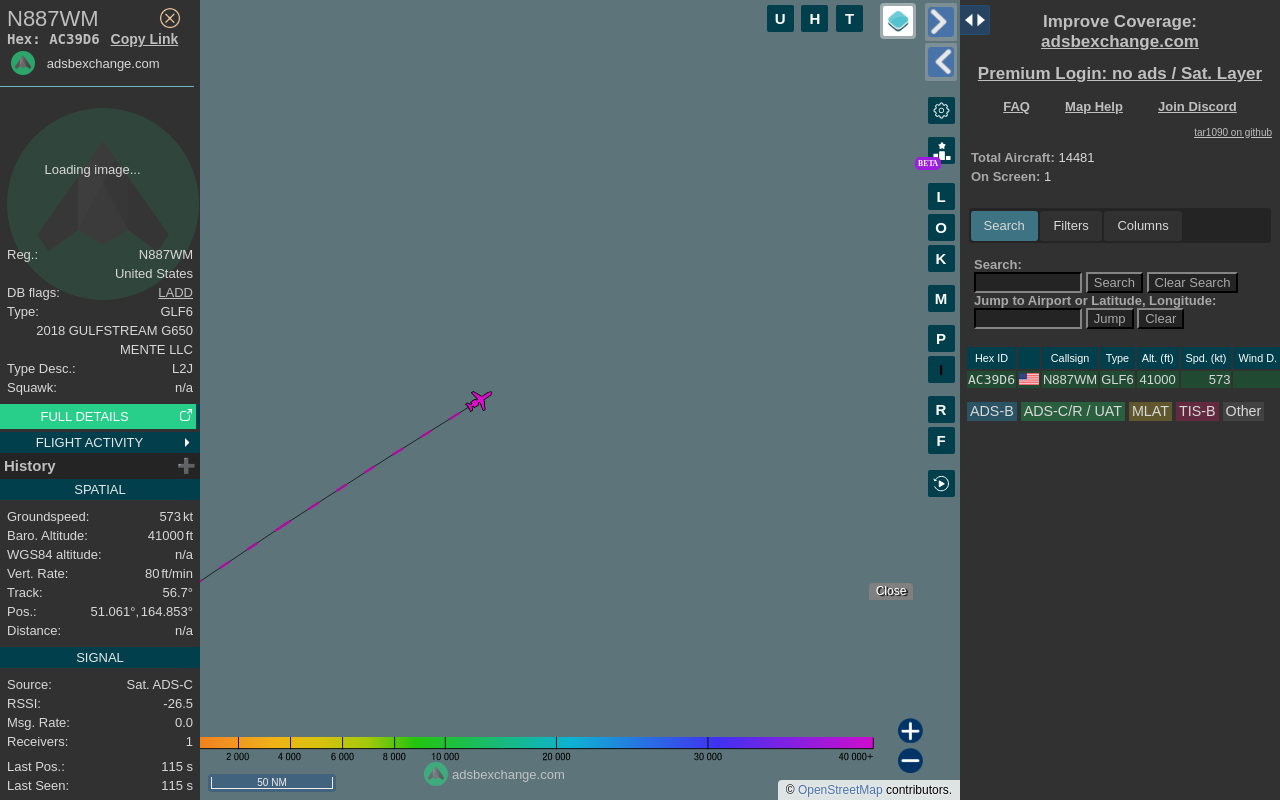 N887WM
Hex: AC39D6 Copy Link
adsbexchange.com
Loading image...
Reg.: N887WM
United States
DB flags: LADD
Type: GLF6
2018 GULFSTREAM G650
MENTE LLC
Type Desc.: L2J
Squawk: n/a
FULL DETAILS
FLIGHT ACTIVITY
History
SPATIAL
Groundspeed: 573 kt
Baro. Altitude: 41000 ft
WGS84 altitude: n/a
Vert. Rate: 80 ft/min
Track: 56.7°
Pos.: 51.061°, 164.853°
Distance: n/a
SIGNAL
Source: Sat. ADS-C
RSSI: -26.5
Msg. Rate: 0.0
Receivers: 1
Last Pos.: 115 s
Last Seen: 115 s
U H T
BETA
L
O
K
M
P
I
R
F
Close
2 000 4 000 6 000 8 000 10 000 20 000 30 000 40 000+
50 NM
adsbexchange.com
© OpenStreetMap contributors.
Improve Coverage:
adsbexchange.com
Premium Login: no ads / Sat. Layer
FAQ Map Help Join Discord
tar1090 on github
Total Aircraft: 14481
On Screen: 1
Search Filters Columns
Search:
Search Clear Search
Jump to Airport or Latitude, Longitude:
Jump Clear
Hex ID Callsign Type Alt. (ft) Spd. (kt) Wind D.
AC39D6 N887WM GLF6 41000 573
ADS-B ADS-C/R / UAT MLAT TIS-B Other